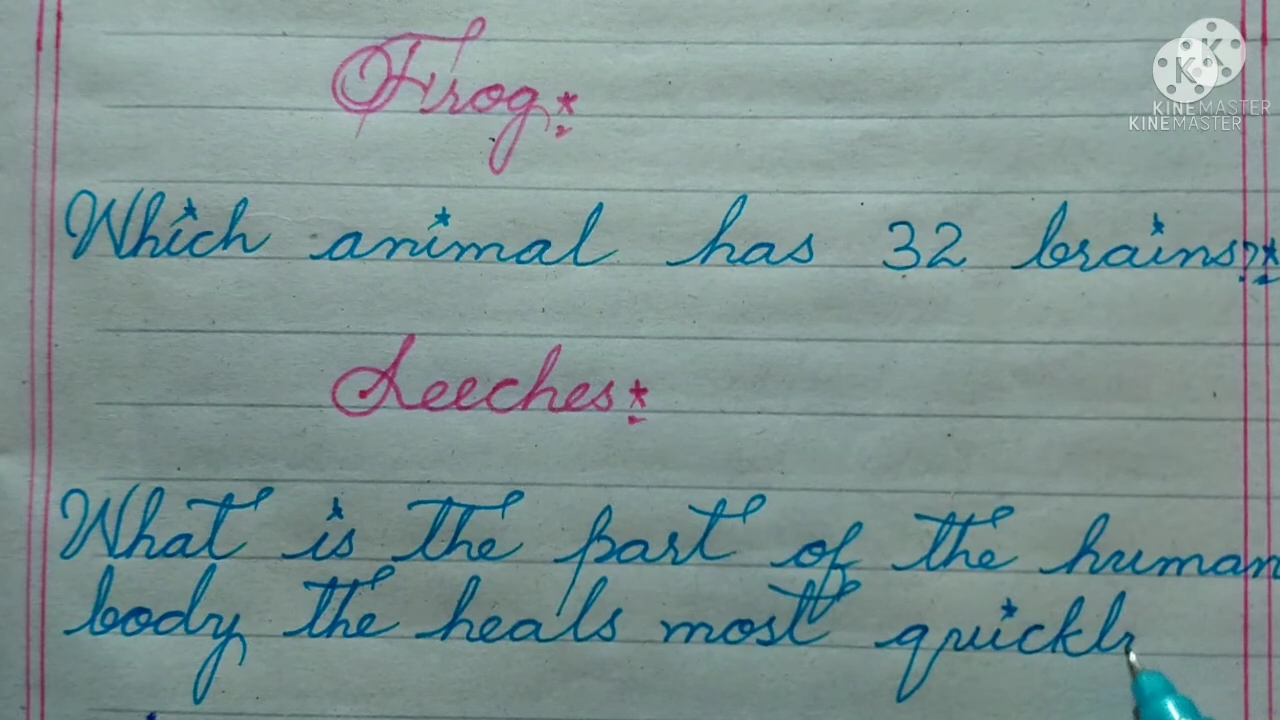 Frog.
KINEMASTER
KINEMASTER
Which animal has 32 brains?
Leeches.
What is the part of the human
body the heals most quickl